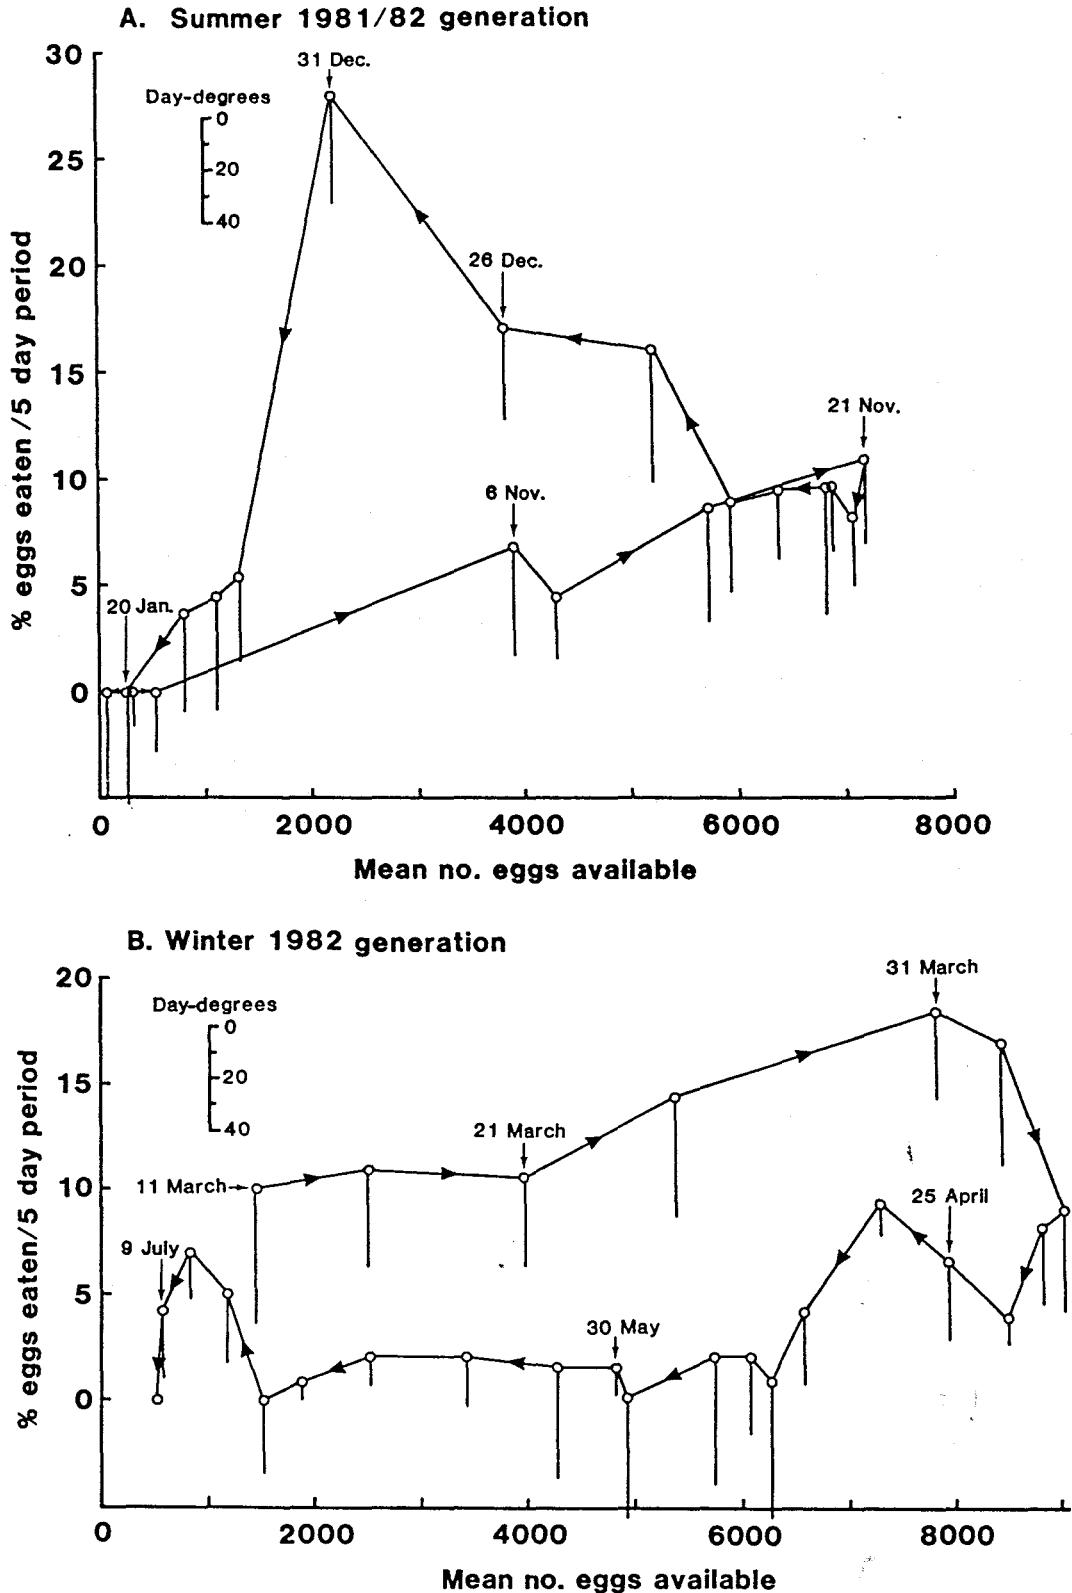 A. Summer 1981/82 generation
30
31 Dec.
Day-degrees
0
20
40
25
20
15
10
5
0
26 Dec.
21 Nov.
6 Nov.
20 Jan.
% eggs eaten/5 day period
0 2000 4000 6000 8000
Mean no. eggs available
B. Winter 1982 generation
20
31 March
Day-degrees
0
20
40
15
10
5
0
21 March
11 March
25 April
9 July
30 May
% eggs eaten/5 day period
0 2000 4000 6000 8000
Mean no. eggs available